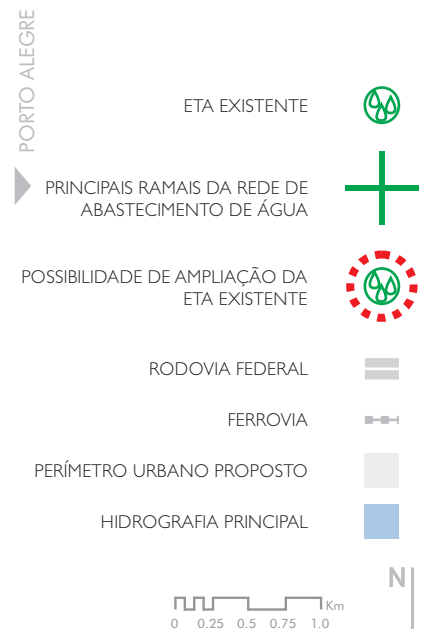 PORTO ALEGRE
ETA EXISTENTE
PRINCIPAIS RAMAIS DA REDE DE
ABASTECIMENTO DE ÁGUA
POSSIBILIDADE DE AMPLIAÇÃO DA
ETA EXISTENTE
RODOVIA FEDERAL
FERROVIA
PERÍMETRO URBANO PROPOSTO
HIDROGRAFIA PRINCIPAL
N
Km
0 0.25 0.5 0.75 1.0